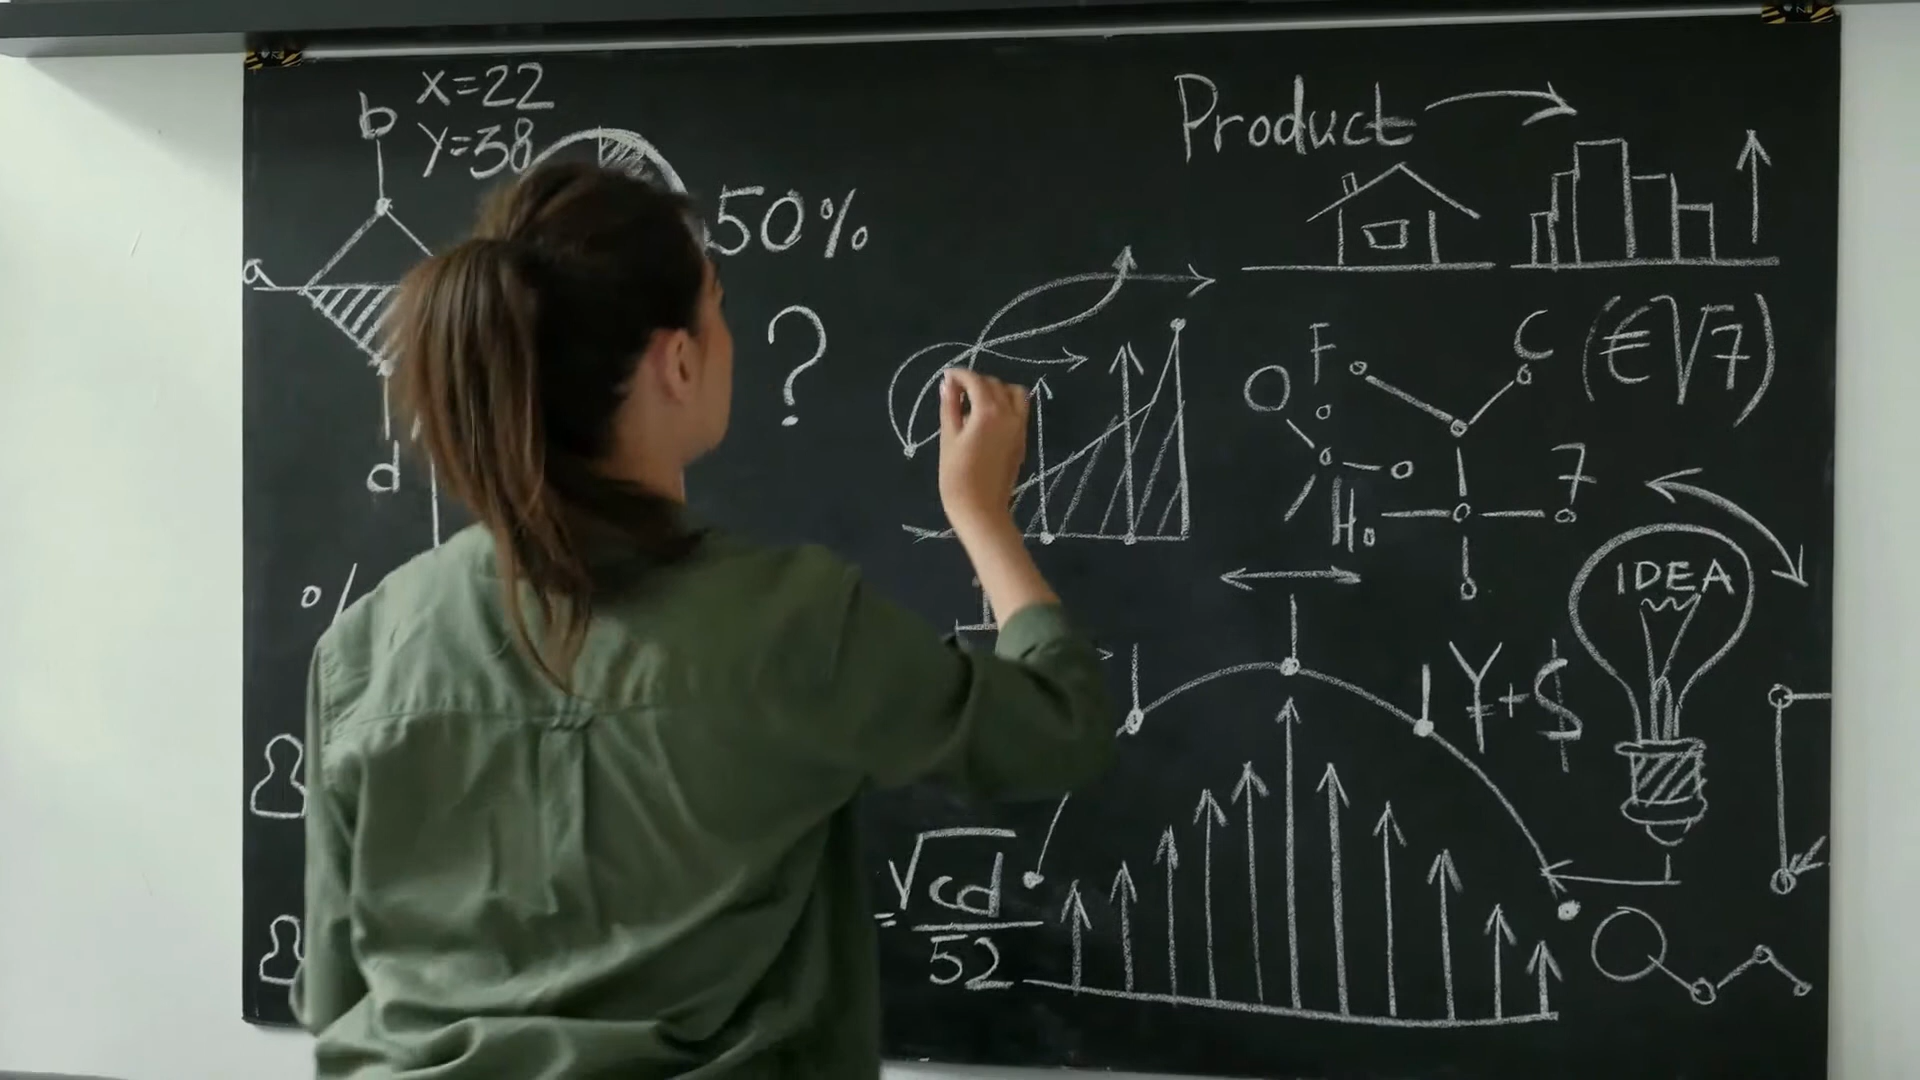 X=22
Y=38
b
a
d
50%
?
%
Product
F
C
(€√7)
O
7
H
IDEA
¥+$
=√cd/52